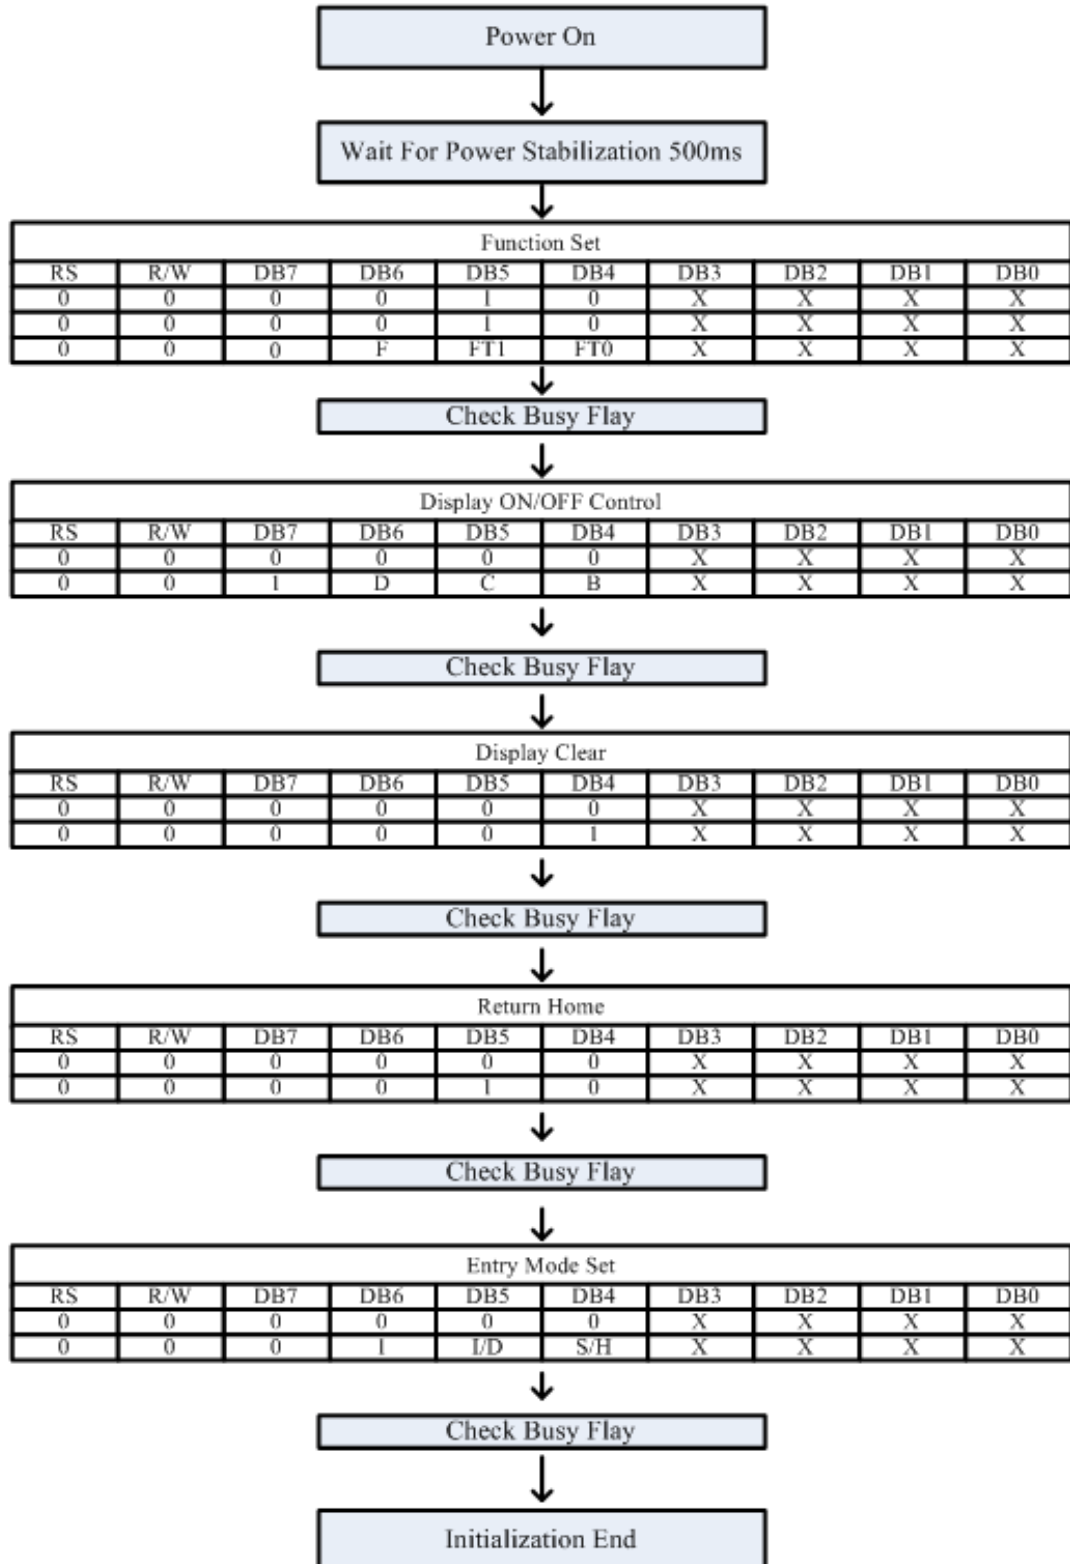 Power On
Wait For Power Stabilization 500ms
Function Set
RS R/W DB7 DB6 DB5 DB4 DB3 DB2 DB1 DB0
0 0 0 0 1 0 X X X X
0 0 0 0 1 0 X X X X
0 0 0 F FT1 FT0 X X X X
Check Busy Flay
Display ON/OFF Control
RS R/W DB7 DB6 DB5 DB4 DB3 DB2 DB1 DB0
0 0 0 0 0 0 X X X X
0 0 1 D C B X X X X
Check Busy Flay
Display Clear
RS R/W DB7 DB6 DB5 DB4 DB3 DB2 DB1 DB0
0 0 0 0 0 0 X X X X
0 0 0 0 0 1 X X X X
Check Busy Flay
Return Home
RS R/W DB7 DB6 DB5 DB4 DB3 DB2 DB1 DB0
0 0 0 0 0 0 X X X X
0 0 0 0 1 0 X X X X
Check Busy Flay
Entry Mode Set
RS R/W DB7 DB6 DB5 DB4 DB3 DB2 DB1 DB0
0 0 0 0 0 0 X X X X
0 0 0 1 I/D S/H X X X X
Check Busy Flay
Initialization End